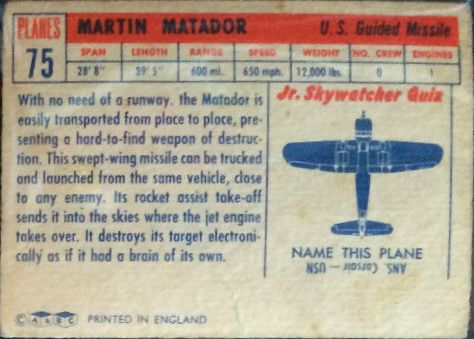 PLANES
75
MARTIN MATADOR
U. S. Guided Missile
SPAN LENGTH RANGE SPEED WEIGHT NO. CREW ENGINES
28' 8" 39' 5" 600 mi. 650 mph. 12,000 lbs. 0 1
With no need of a runway. the Matador is
easily transported from place to place, pre-
senting a hard-to-find weapon of destruc-
tion. This swept-wing missile can be trucked
and launched from the same vehicle, close
to any enemy. Its rocket assist take-off
sends it into the skies where the jet engine
takes over. It destroys its target electroni-
cally as if it had a brain of its own.
Jr. Skywatcher Quiz
NAME THIS PLANE
ANS. Corsair — USN
© A&BC PRINTED IN ENGLAND